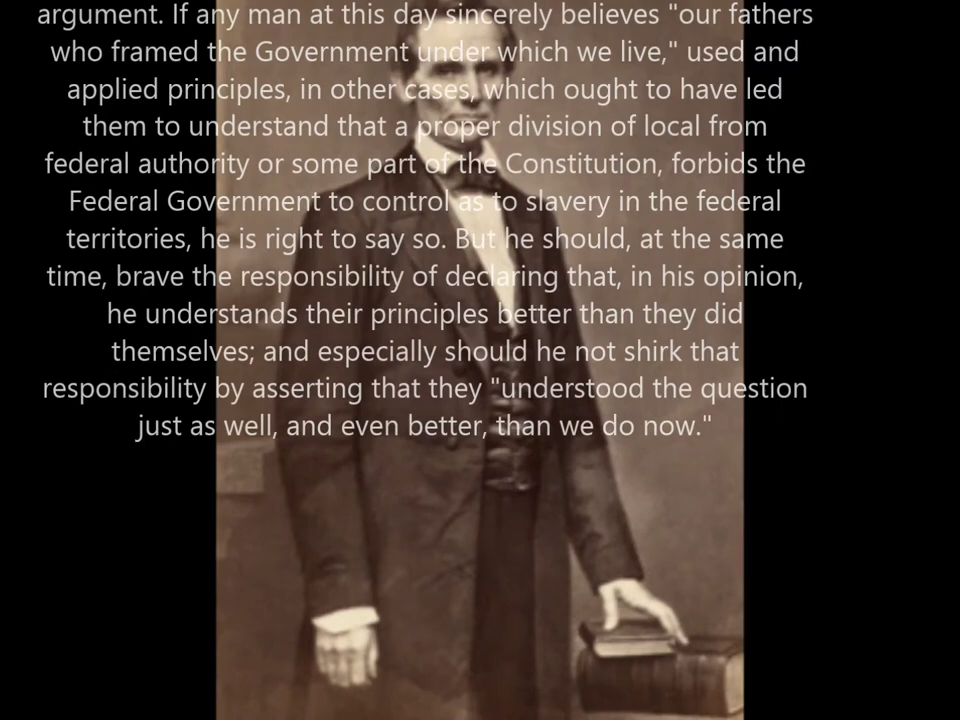 argument. If any man at this day sincerely believes "our fathers
who framed the Government under which we live," used and
applied principles, in other cases, which ought to have led
them to understand that a proper division of local from
federal authority or some part of the Constitution, forbids the
Federal Government to control as to slavery in the federal
territories, he is right to say so. But he should, at the same
time, brave the responsibility of declaring that, in his opinion,
he understands their principles better than they did
themselves; and especially should he not shirk that
responsibility by asserting that they "understood the question
just as well, and even better, than we do now."